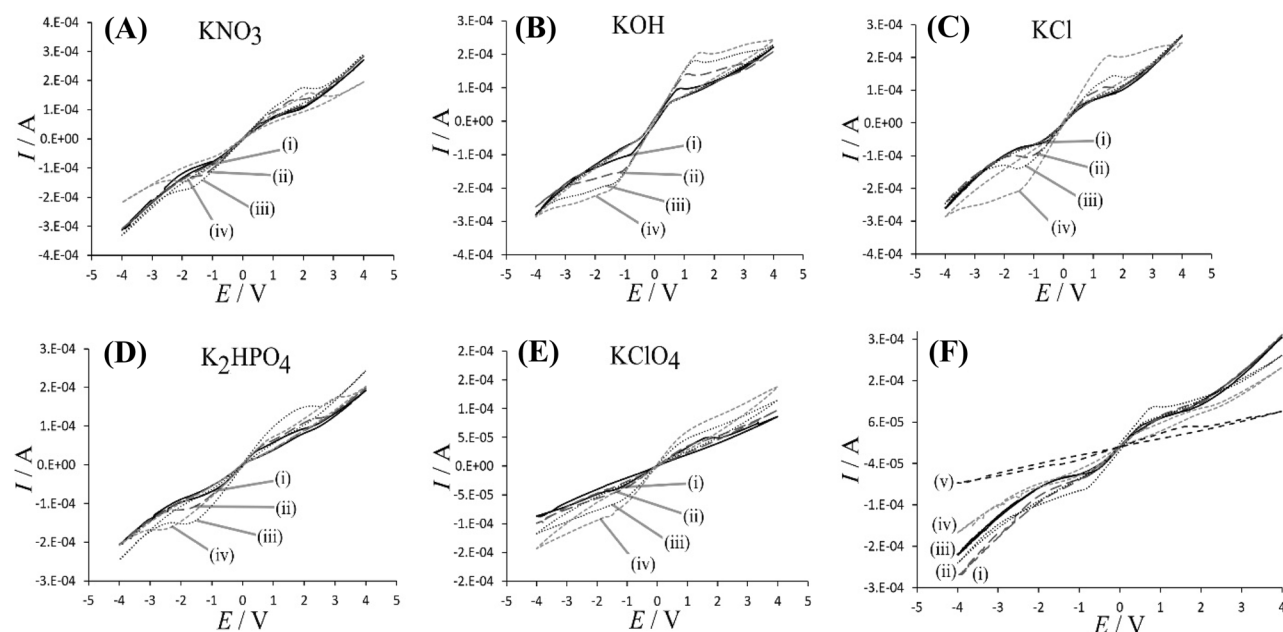 (A) KNO3
4.E-04
3.E-04
2.E-04
1.E-04
0.E+00
-1.E-04
-2.E-04
-3.E-04
-4.E-04
I / A
(i)
(ii)
(iii)
(iv)
-5 -4 -3 -2 -1 0 1 2 3 4 5
E / V
(B) KOH
3.E-04
2.E-04
1.E-04
0.E+00
-1.E-04
-2.E-04
-3.E-04
-4.E-04
I / A
(i)
(ii)
(iii)
(iv)
-5 -4 -3 -2 -1 0 1 2 3 4 5
E / V
(C) KCl
3.E-04
2.E-04
1.E-04
0.E+00
-1.E-04
-2.E-04
-3.E-04
-4.E-04
I / A
(i)
(ii)
(iii)
(iv)
-5 -4 -3 -2 -1 0 1 2 3 4 5
E / V
(D) K2HPO4
3.E-04
2.E-04
1.E-04
0.E+00
-1.E-04
-2.E-04
-3.E-04
I / A
(i)
(ii)
(iii)
(iv)
-5 -4 -3 -2 -1 0 1 2 3 4 5
E / V
(E) KClO4
2.E-04
1.E-04
5.E-05
0.E+00
-5.E-05
-1.E-04
-2.E-04
-2.E-04
I / A
(i)
(ii)
(iii)
(iv)
-5 -4 -3 -2 -1 0 1 2 3 4 5
E / V
(F)
3.E-04
2.E-04
6.E-05
-4.E-05
-1.E-04
-2.E-04
-3.E-04
I / A
(v)
(iv)
(iii)
(ii) (i)
-5 -4 -3 -2 -1 0 1 2 3 4
E / V